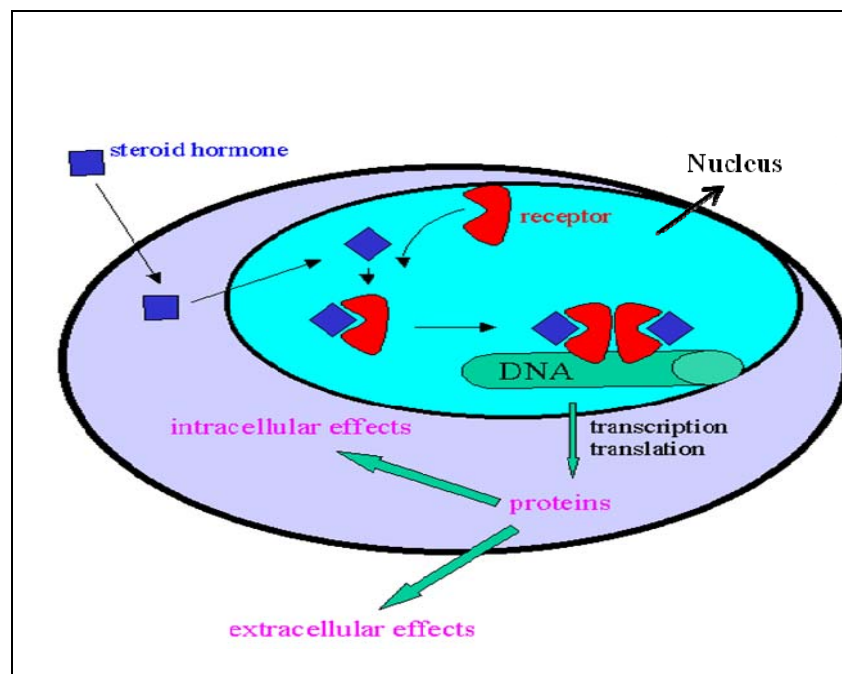 steroid hormone
Nucleus
receptor
DNA
intracellular effects
transcription
translation
proteins
extracellular effects